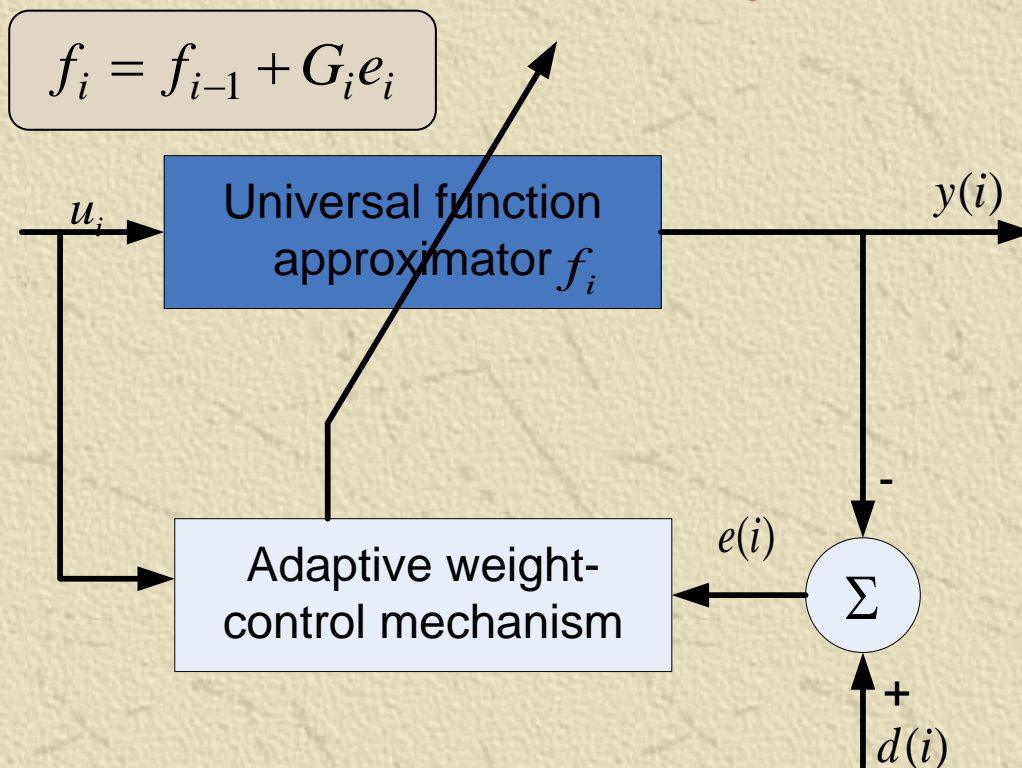 f_i = f_{i-1} + G_i e_i
u_i
Universal function
approximator f_i
y(i)
-
e(i)
Adaptive weight-
control mechanism
Σ
+
d(i)